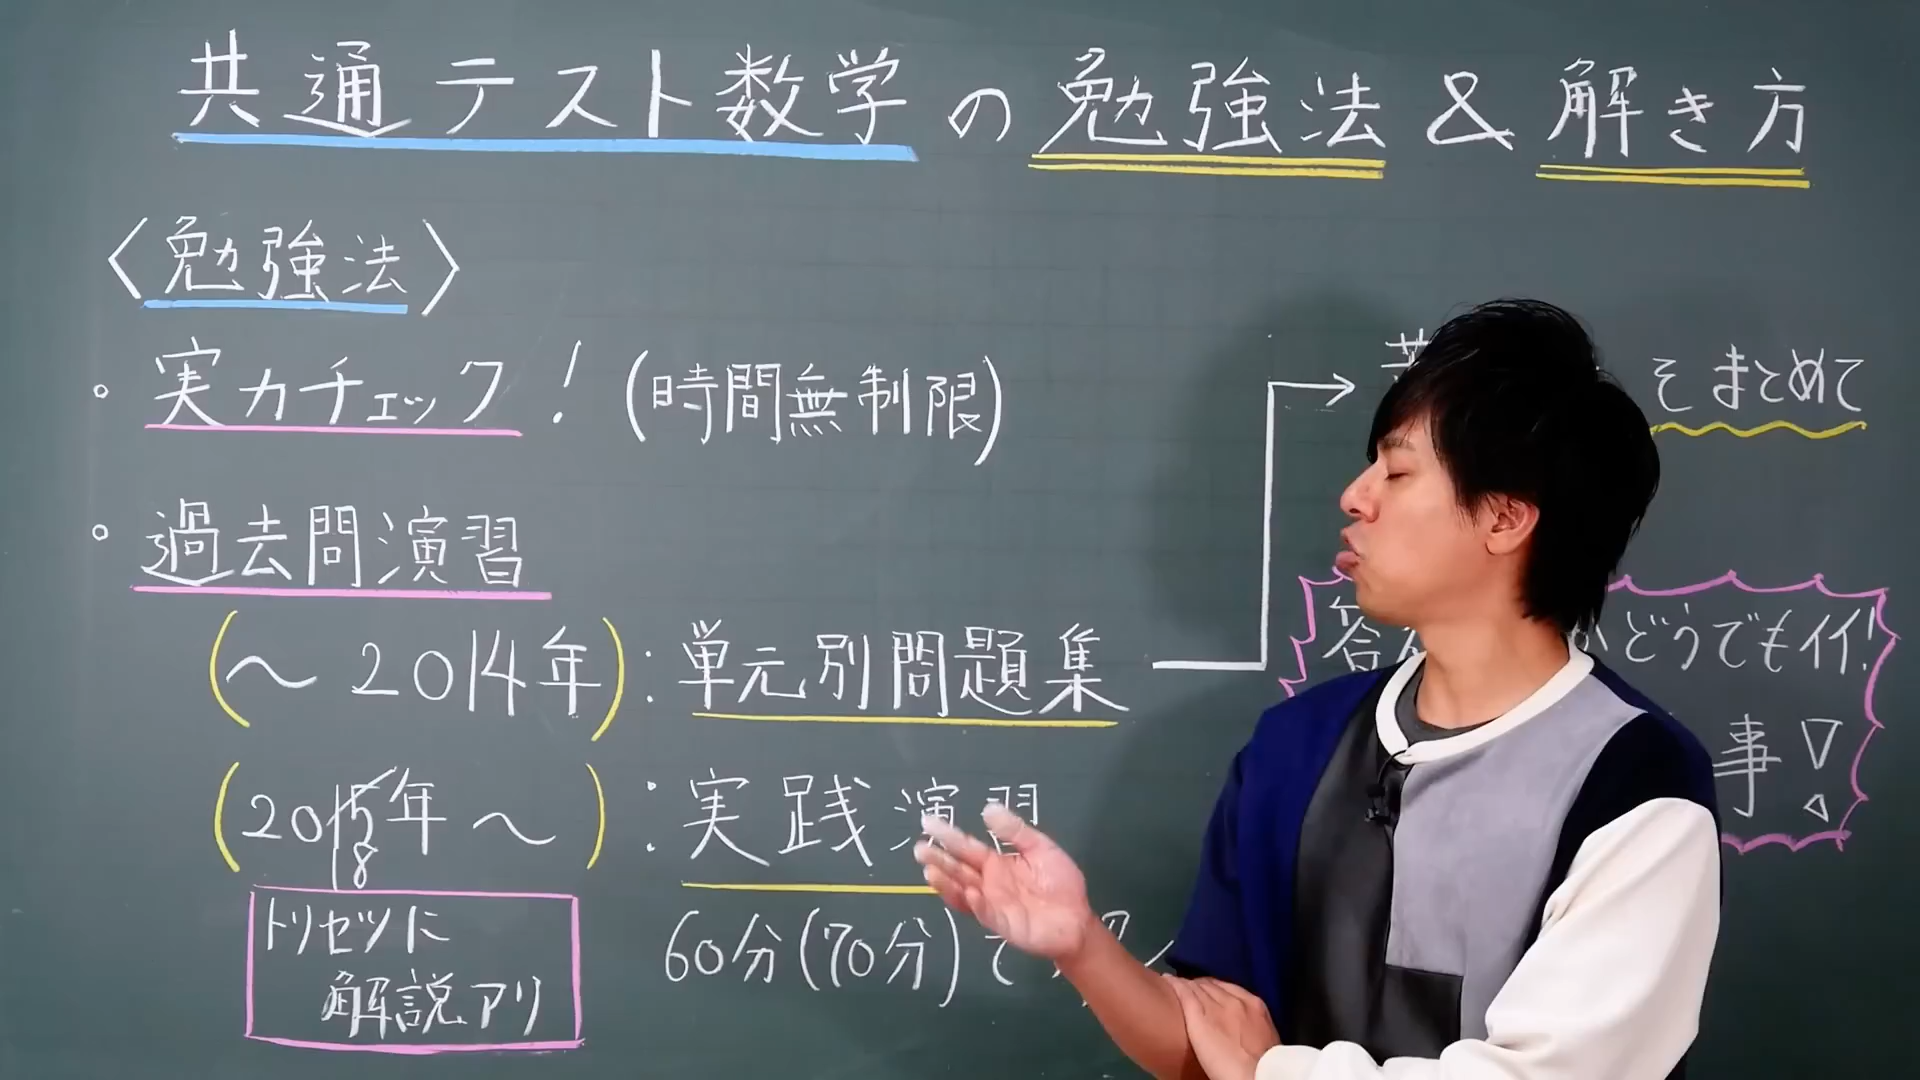 共通テスト数学の勉強法&解き方
〈勉強法〉
・実力チェック!(時間無制限)
・過去問演習
(～2014年):単元別問題集
そまとめて
(2015年～):実践演習
8
どうでもイイ!
事
トリセツに
解説アリ
60分(70分)で